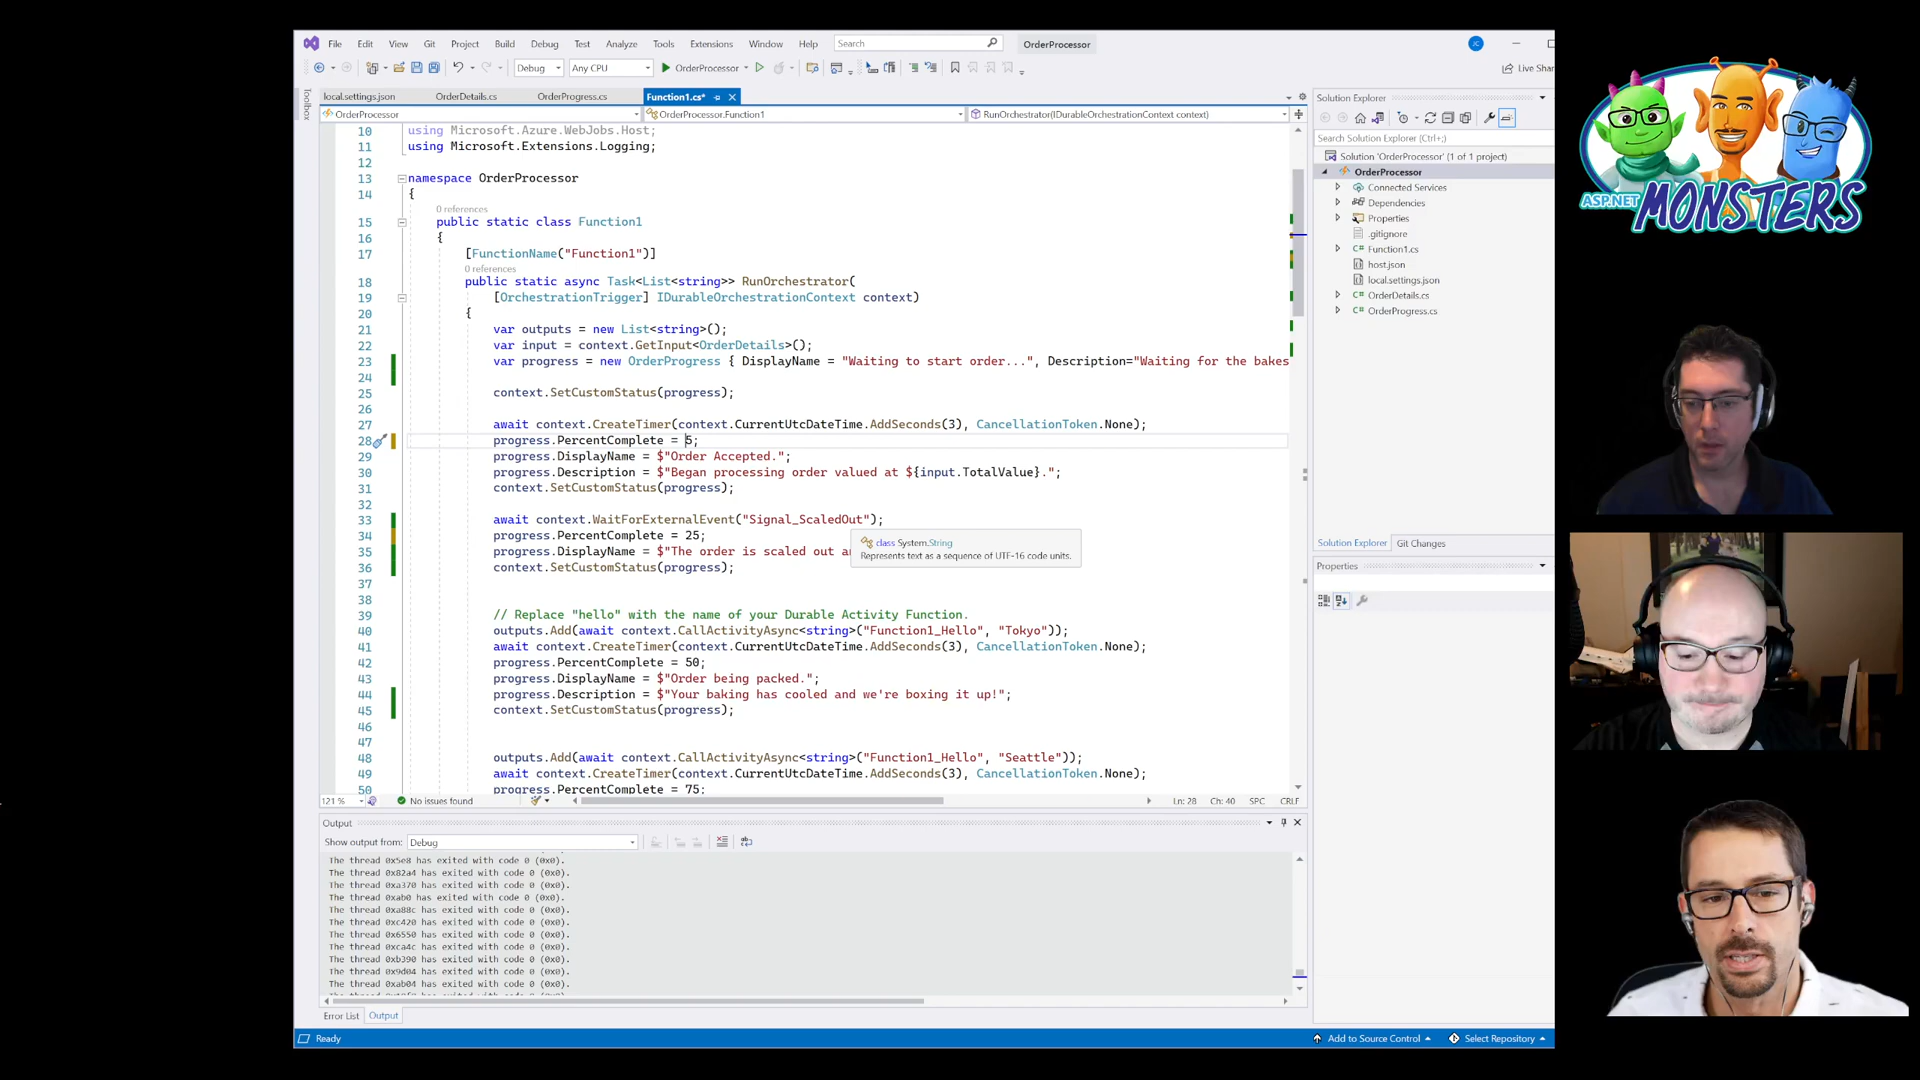 File Edit View Git Project Build Debug Test Analyze Tools Extensions Window Help Search OrderProcessor JC
Debug Any CPU OrderProcessor Live Shar
Toolbox
local.settings.json OrderDetails.cs OrderProgress.cs Function1.cs*
OrderProcessor OrderProcessor.Function1 RunOrchestrator(IDurableOrchestrationContext context)
10 using Microsoft.Azure.WebJobs.Host;
11 using Microsoft.Extensions.Logging;
12
13 namespace OrderProcessor
14 {
0 references
15 public static class Function1
16 {
17 [FunctionName("Function1")]
0 references
18 public static async Task<List<string>> RunOrchestrator(
19 [OrchestrationTrigger] IDurableOrchestrationContext context)
20 {
21 var outputs = new List<string>();
22 var input = context.GetInput<OrderDetails>();
23 var progress = new OrderProgress { DisplayName = "Waiting to start order...", Description="Waiting for the bakes
24
25 context.SetCustomStatus(progress);
26
27 await context.CreateTimer(context.CurrentUtcDateTime.AddSeconds(3), CancellationToken.None);
28 progress.PercentComplete = 5;
29 progress.DisplayName = $"Order Accepted.";
30 progress.Description = $"Began processing order valued at ${input.TotalValue}.";
31 context.SetCustomStatus(progress);
32
33 await context.WaitForExternalEvent("Signal_ScaledOut");
34 progress.PercentComplete = 25;
35 progress.DisplayName = $"The order is scaled out a
36 context.SetCustomStatus(progress);
class System.String
Represents text as a sequence of UTF-16 code units.
37
38
39 // Replace "hello" with the name of your Durable Activity Function.
40 outputs.Add(await context.CallActivityAsync<string>("Function1_Hello", "Tokyo"));
41 await context.CreateTimer(context.CurrentUtcDateTime.AddSeconds(3), CancellationToken.None);
42 progress.PercentComplete = 50;
43 progress.DisplayName = $"Order being packed.";
44 progress.Description = $"Your baking has cooled and we're boxing it up!";
45 context.SetCustomStatus(progress);
46
47
48 outputs.Add(await context.CallActivityAsync<string>("Function1_Hello", "Seattle"));
49 await context.CreateTimer(context.CurrentUtcDateTime.AddSeconds(3), CancellationToken.None);
50 progress.PercentComplete = 75;
121 % No issues found Ln: 28 Ch: 40 SPC CRLF
Output
Show output from: Debug
The thread 0x5e8 has exited with code 0 (0x0).
The thread 0x82a4 has exited with code 0 (0x0).
The thread 0xa370 has exited with code 0 (0x0).
The thread 0xab0 has exited with code 0 (0x0).
The thread 0xa88c has exited with code 0 (0x0).
The thread 0xc420 has exited with code 0 (0x0).
The thread 0x6550 has exited with code 0 (0x0).
The thread 0xca4c has exited with code 0 (0x0).
The thread 0xb390 has exited with code 0 (0x0).
The thread 0x9d04 has exited with code 0 (0x0).
The thread 0xab04 has exited with code 0 (0x0).
Error List Output
Ready Add to Source Control Select Repository
Solution Explorer
Search Solution Explorer (Ctrl+;)
Solution 'OrderProcessor' (1 of 1 project)
OrderProcessor
Connected Services
Dependencies
Properties
.gitignore
Function1.cs
host.json
local.settings.json
OrderDetails.cs
OrderProgress.cs
Solution Explorer Git Changes
Properties
ASP.NET
MONSTERS